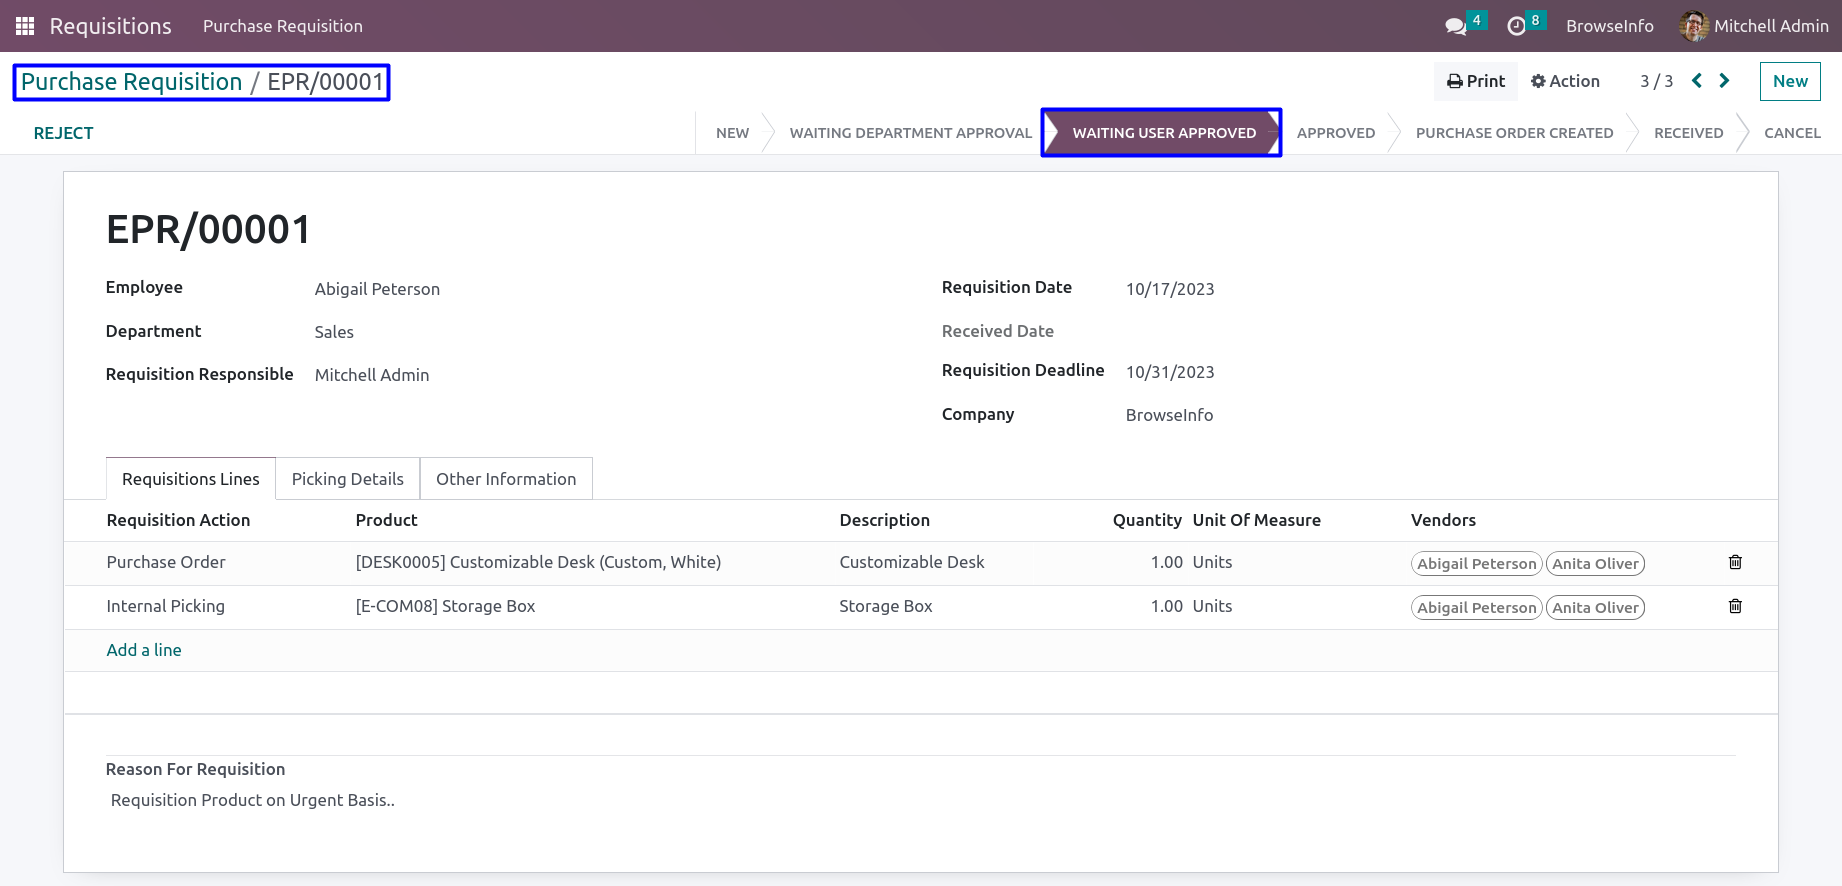 Requisitions Purchase Requisition 4 8 BrowseInfo Mitchell Admin
Purchase Requisition / EPR/00001 Print Action 3 / 3 New
REJECT NEW WAITING DEPARTMENT APPROVAL WAITING USER APPROVED APPROVED PURCHASE ORDER CREATED RECEIVED CANCEL
EPR/00001
Employee Abigail Peterson Requisition Date 10/17/2023
Department Sales Received Date
Requisition Responsible Mitchell Admin Requisition Deadline 10/31/2023
Company BrowseInfo
Requisitions Lines Picking Details Other Information
Requisition Action Product Description Quantity Unit Of Measure Vendors
Purchase Order [DESK0005] Customizable Desk (Custom, White) Customizable Desk 1.00 Units Abigail Peterson Anita Oliver
Internal Picking [E-COM08] Storage Box Storage Box 1.00 Units Abigail Peterson Anita Oliver
Add a line
Reason For Requisition
Requisition Product on Urgent Basis..